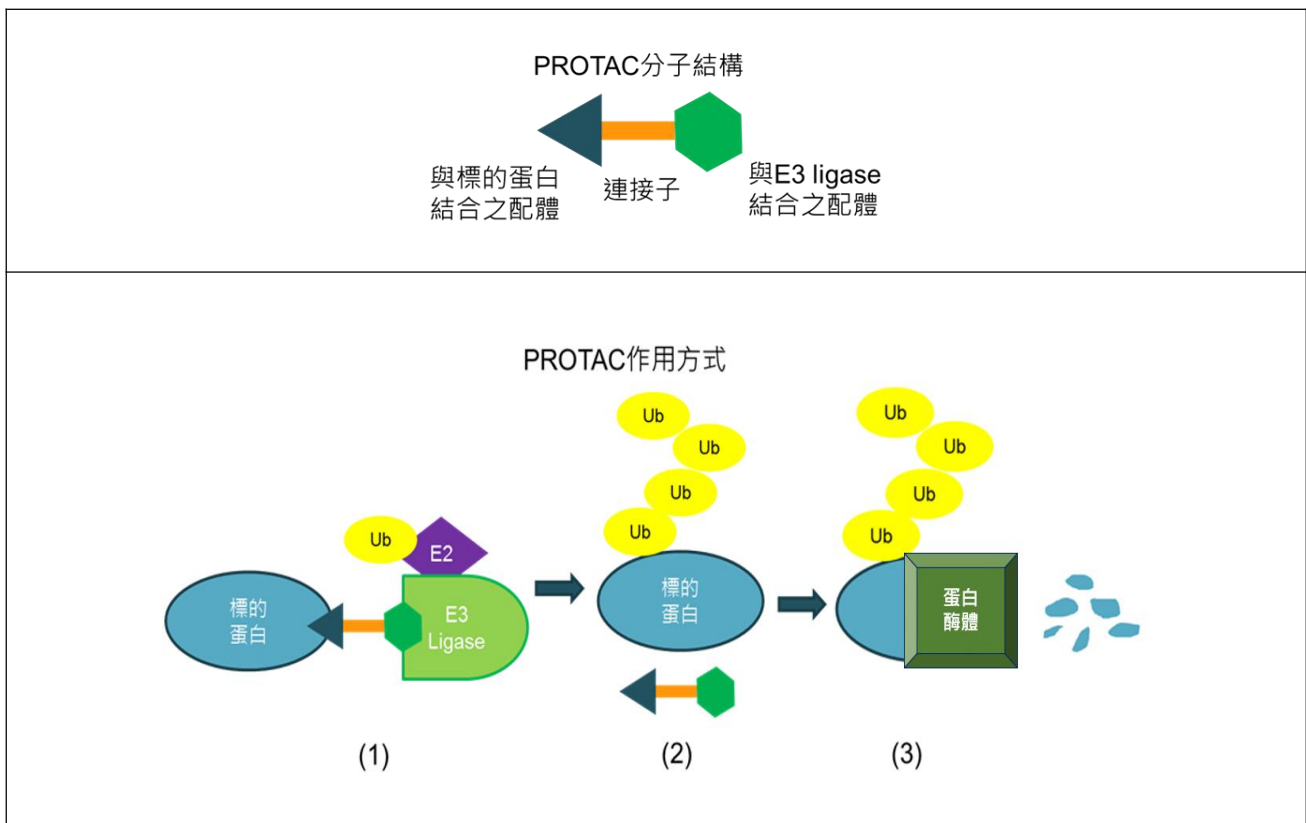 PROTAC分子結構
與標的蛋白
結合之配體
連接子
與E3 ligase
結合之配體
PROTAC作用方式
Ub
Ub
Ub
Ub
Ub
Ub
Ub
Ub
Ub
E2
標的
蛋白
E3
Ligase
標的
蛋白
蛋白
酶體
(1)
(2)
(3)